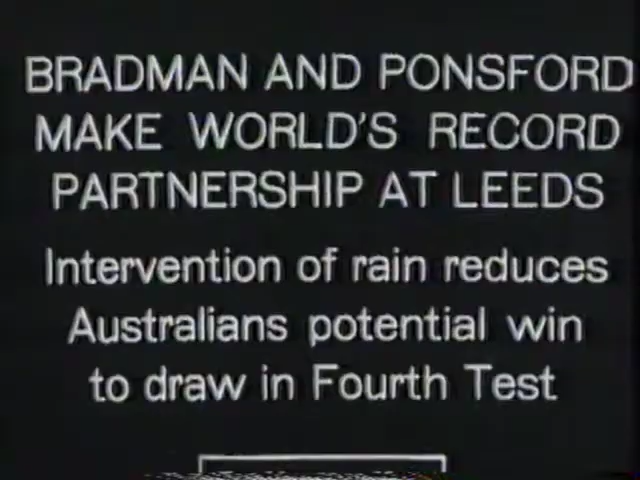 BRADMAN AND PONSFORD
MAKE WORLD'S RECORD
PARTNERSHIP AT LEEDS
Intervention of rain reduces
Australians potential win
to draw in Fourth Test